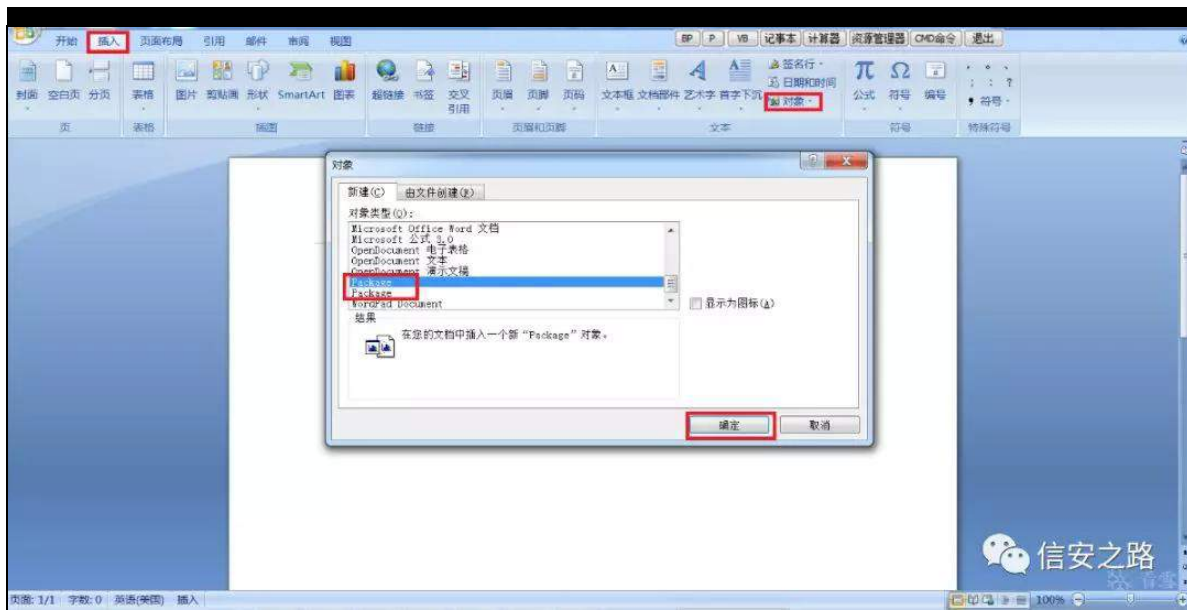 开始 插入 页面布局 引用 邮件 审阅 视图 BP P VB 记事本 计算器 资源管理器 CMD命令 退出
签名行
日期和时间
封面 空白页 分页 表格 图片 剪贴画 形状 SmartArt 图表 超链接 书签 交叉引用 页眉 页脚 页码 文本框 文档部件 艺术字 首字下沉 对象 公式 符号 编号 符号
页 表格 插图 链接 页眉和页脚 文本 符号 特殊符号
对象
新建(C) 由文件创建(F)
对象类型(O):
Microsoft Office Word 文档
Microsoft 公式 3.0
OpenDocument 电子表格
OpenDocument 文本
OpenDocument 演示文稿
Package
Package
WordPad Document
显示为图标(A)
结果
在您的文档中插入一个新“Package”对象。
确定 取消
信安之路
看雪
页面: 1/1 字数: 0 英语(美国) 插入 100%